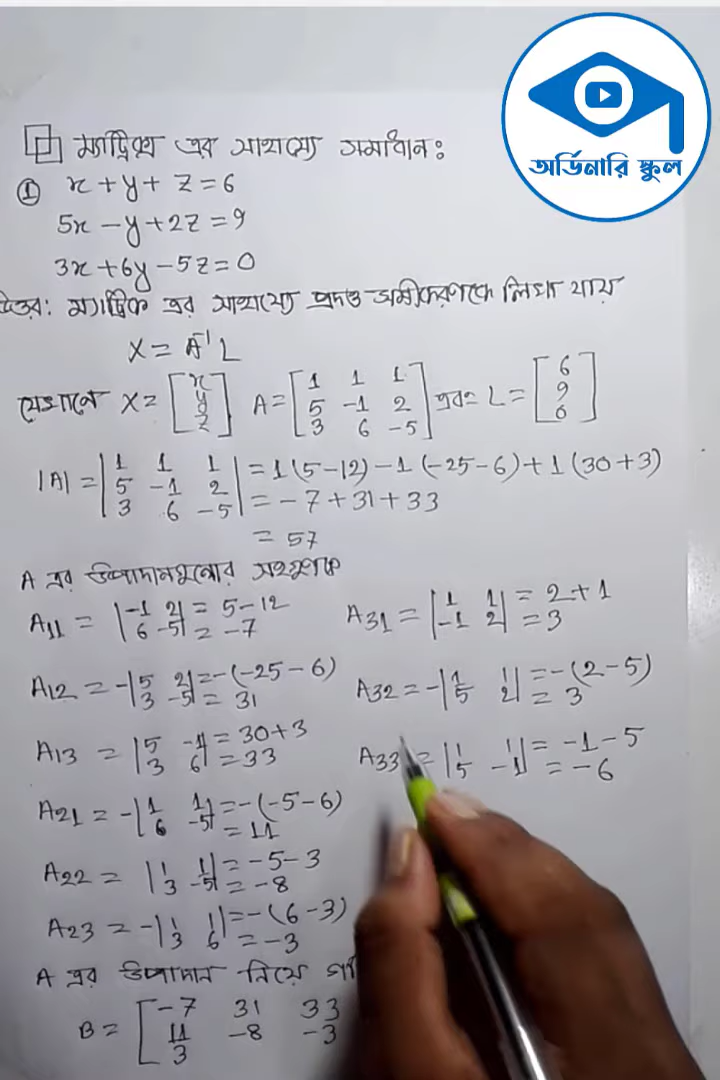 অর্ডিনারি স্কুল
ম্যাট্রিক্স এর সাহায্যে সমাধান:
① x + y + z = 6
5x - y + 2z = 9
3x + 6y - 5z = 0
উত্তর: ম্যাট্রিক্স এর সাহায্যে প্রদত্ত সমীকরণকে লিখা যায়
X = A⁻¹ L
যেখানে X = [x y z] A = [1 1 1 5 -1 2 3 6 -5] এবং L = [6 9 0]
|A| = |1 1 1 5 -1 2 3 6 -5| = 1(5-12) - 1(-25-6) + 1(30+3)
= -7 + 31 + 33
= 57
A এর উপাদানগুলোর সহগুণক
A11 = |-1 2 6 -5| = 5-12 = -7
A12 = -|5 2 3 -5| = -(-25-6) = 31
A13 = |5 -1 3 6| = 30+3 = 33
A21 = -|1 1 6 -5| = -(-5-6) = 11
A22 = |1 1 3 -5| = -5-3 = -8
A23 = -|1 1 3 6| = -(6-3) = -3
A31 = |1 1 -1 2| = 2+1 = 3
A32 = -|1 1 5 2| = -(2-5) = 3
A33 = |1 1 5 -1| = -1-5 = -6
A এর উপাদান নিয়ে
B = [-7 31 33 11 -8 -3 3